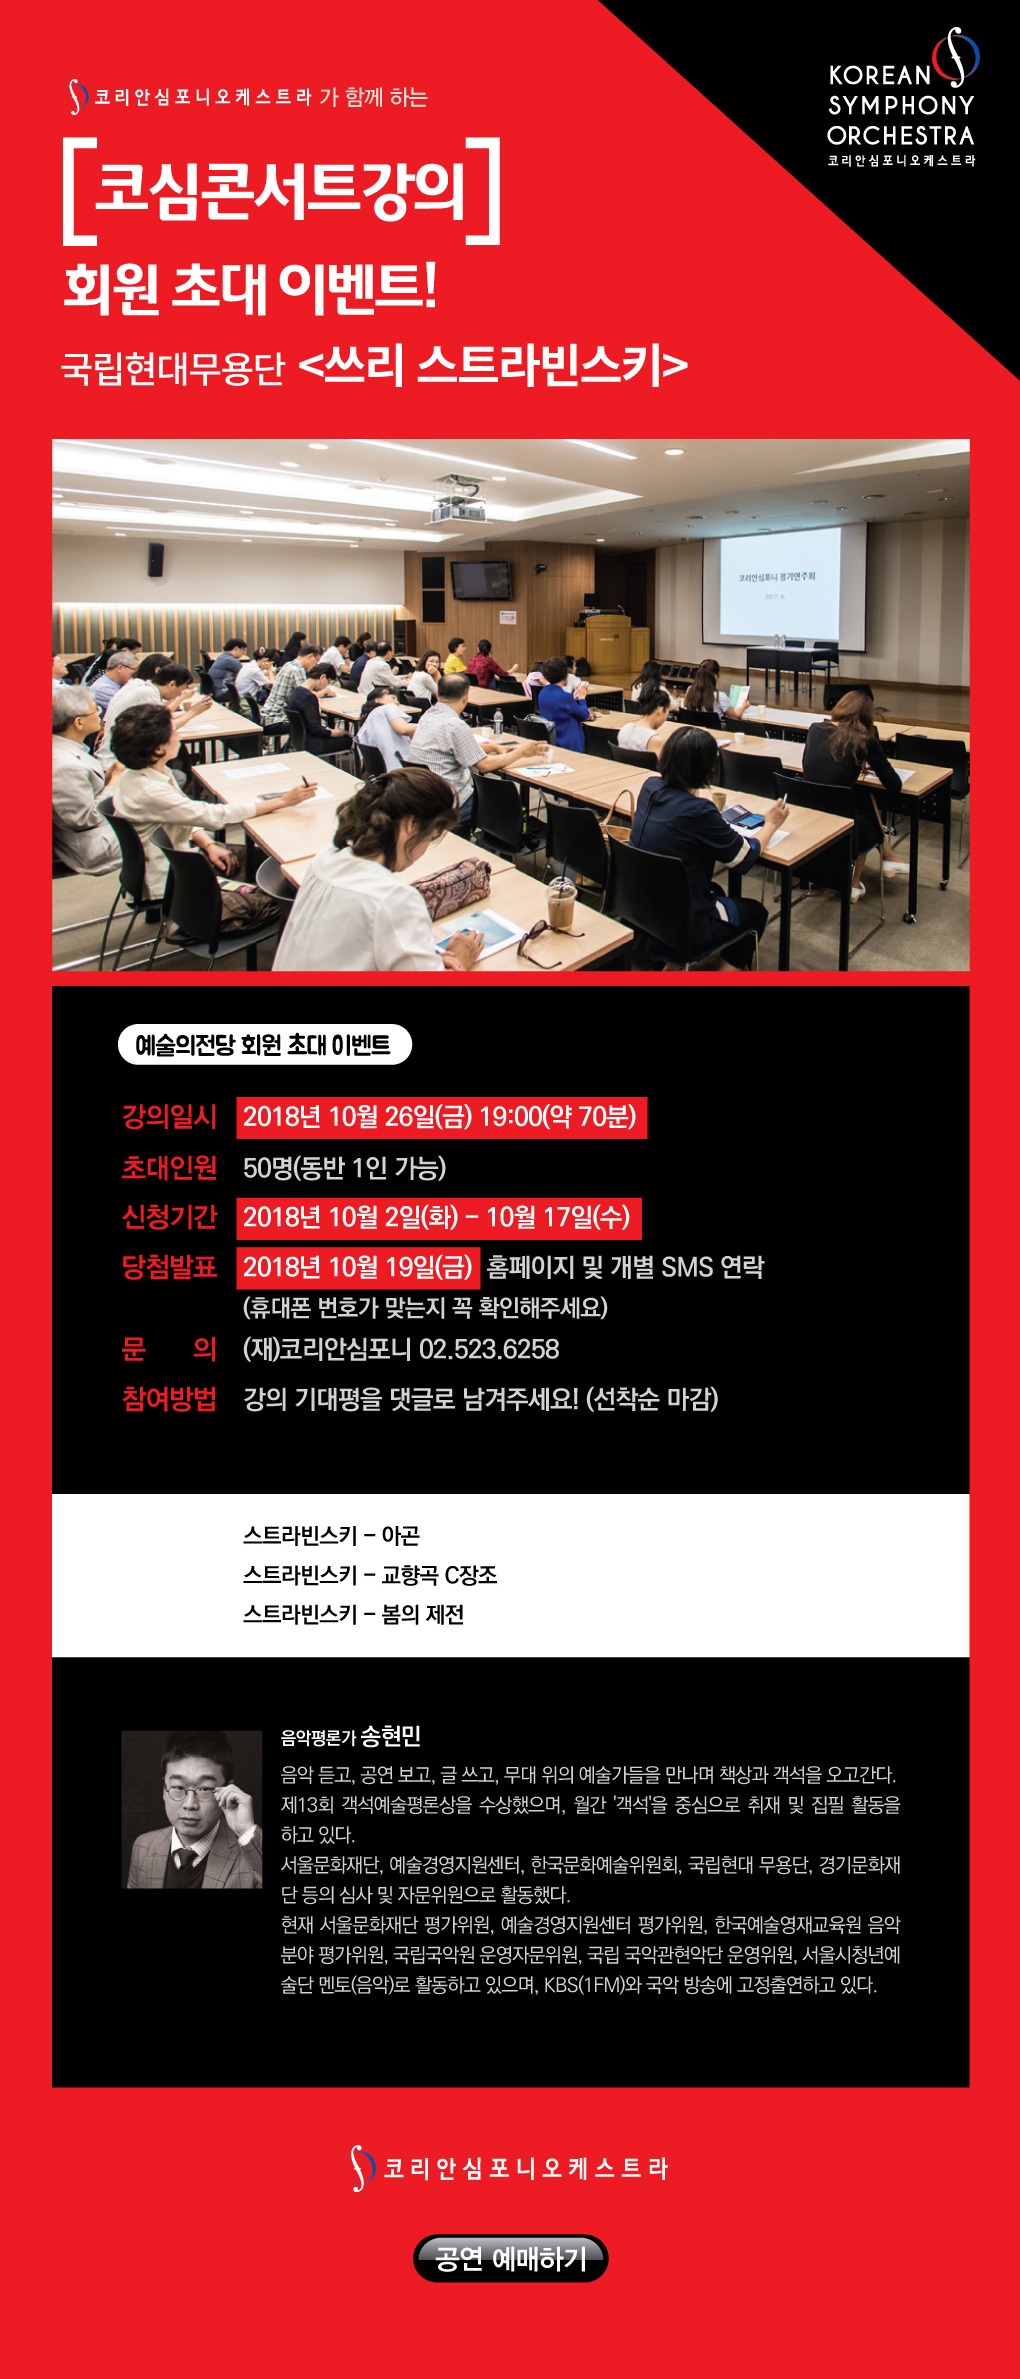 코리안심포니오케스트라 가 함께 하는
KOREAN
SYMPHONY
ORCHESTRA
코리안심포니오케스트라
[코심콘서트강의]
회원 초대 이벤트!
국립현대무용단 <쓰리 스트라빈스키>
코리안심포니 정기연주회
2017. 8.
예술의전당 회원 초대 이벤트
강의일시 2018년 10월 26일(금) 19:00(약 70분)
초대인원 50명(동반 1인 가능)
신청기간 2018년 10월 2일(화) – 10월 17일(수)
당첨발표 2018년 10월 19일(금) 홈페이지 및 개별 SMS 연락
(휴대폰 번호가 맞는지 꼭 확인해주세요)
문 의 (재)코리안심포니 02.523.6258
참여방법 강의 기대평을 댓글로 남겨주세요! (선착순 마감)
스트라빈스키 – 아곤
스트라빈스키 – 교향곡 C장조
스트라빈스키 – 봄의 제전
음악평론가 송현민
음악 듣고, 공연 보고, 글 쓰고, 무대 위의 예술가들을 만나며 책상과 객석을 오고간다.
제13회 객석예술평론상을 수상했으며, 월간 '객석'을 중심으로 취재 및 집필 활동을
하고 있다.
서울문화재단, 예술경영지원센터, 한국문화예술위원회, 국립현대 무용단, 경기문화재
단 등의 심사 및 자문위원으로 활동했다.
현재 서울문화재단 평가위원, 예술경영지원센터 평가위원, 한국예술영재교육원 음악
분야 평가위원, 국립국악원 운영자문위원, 국립 국악관현악단 운영위원, 서울시청년예
술단 멘토(음악)로 활동하고 있으며, KBS(1FM)와 국악 방송에 고정출연하고 있다.
코리안심포니오케스트라
공연 예매하기